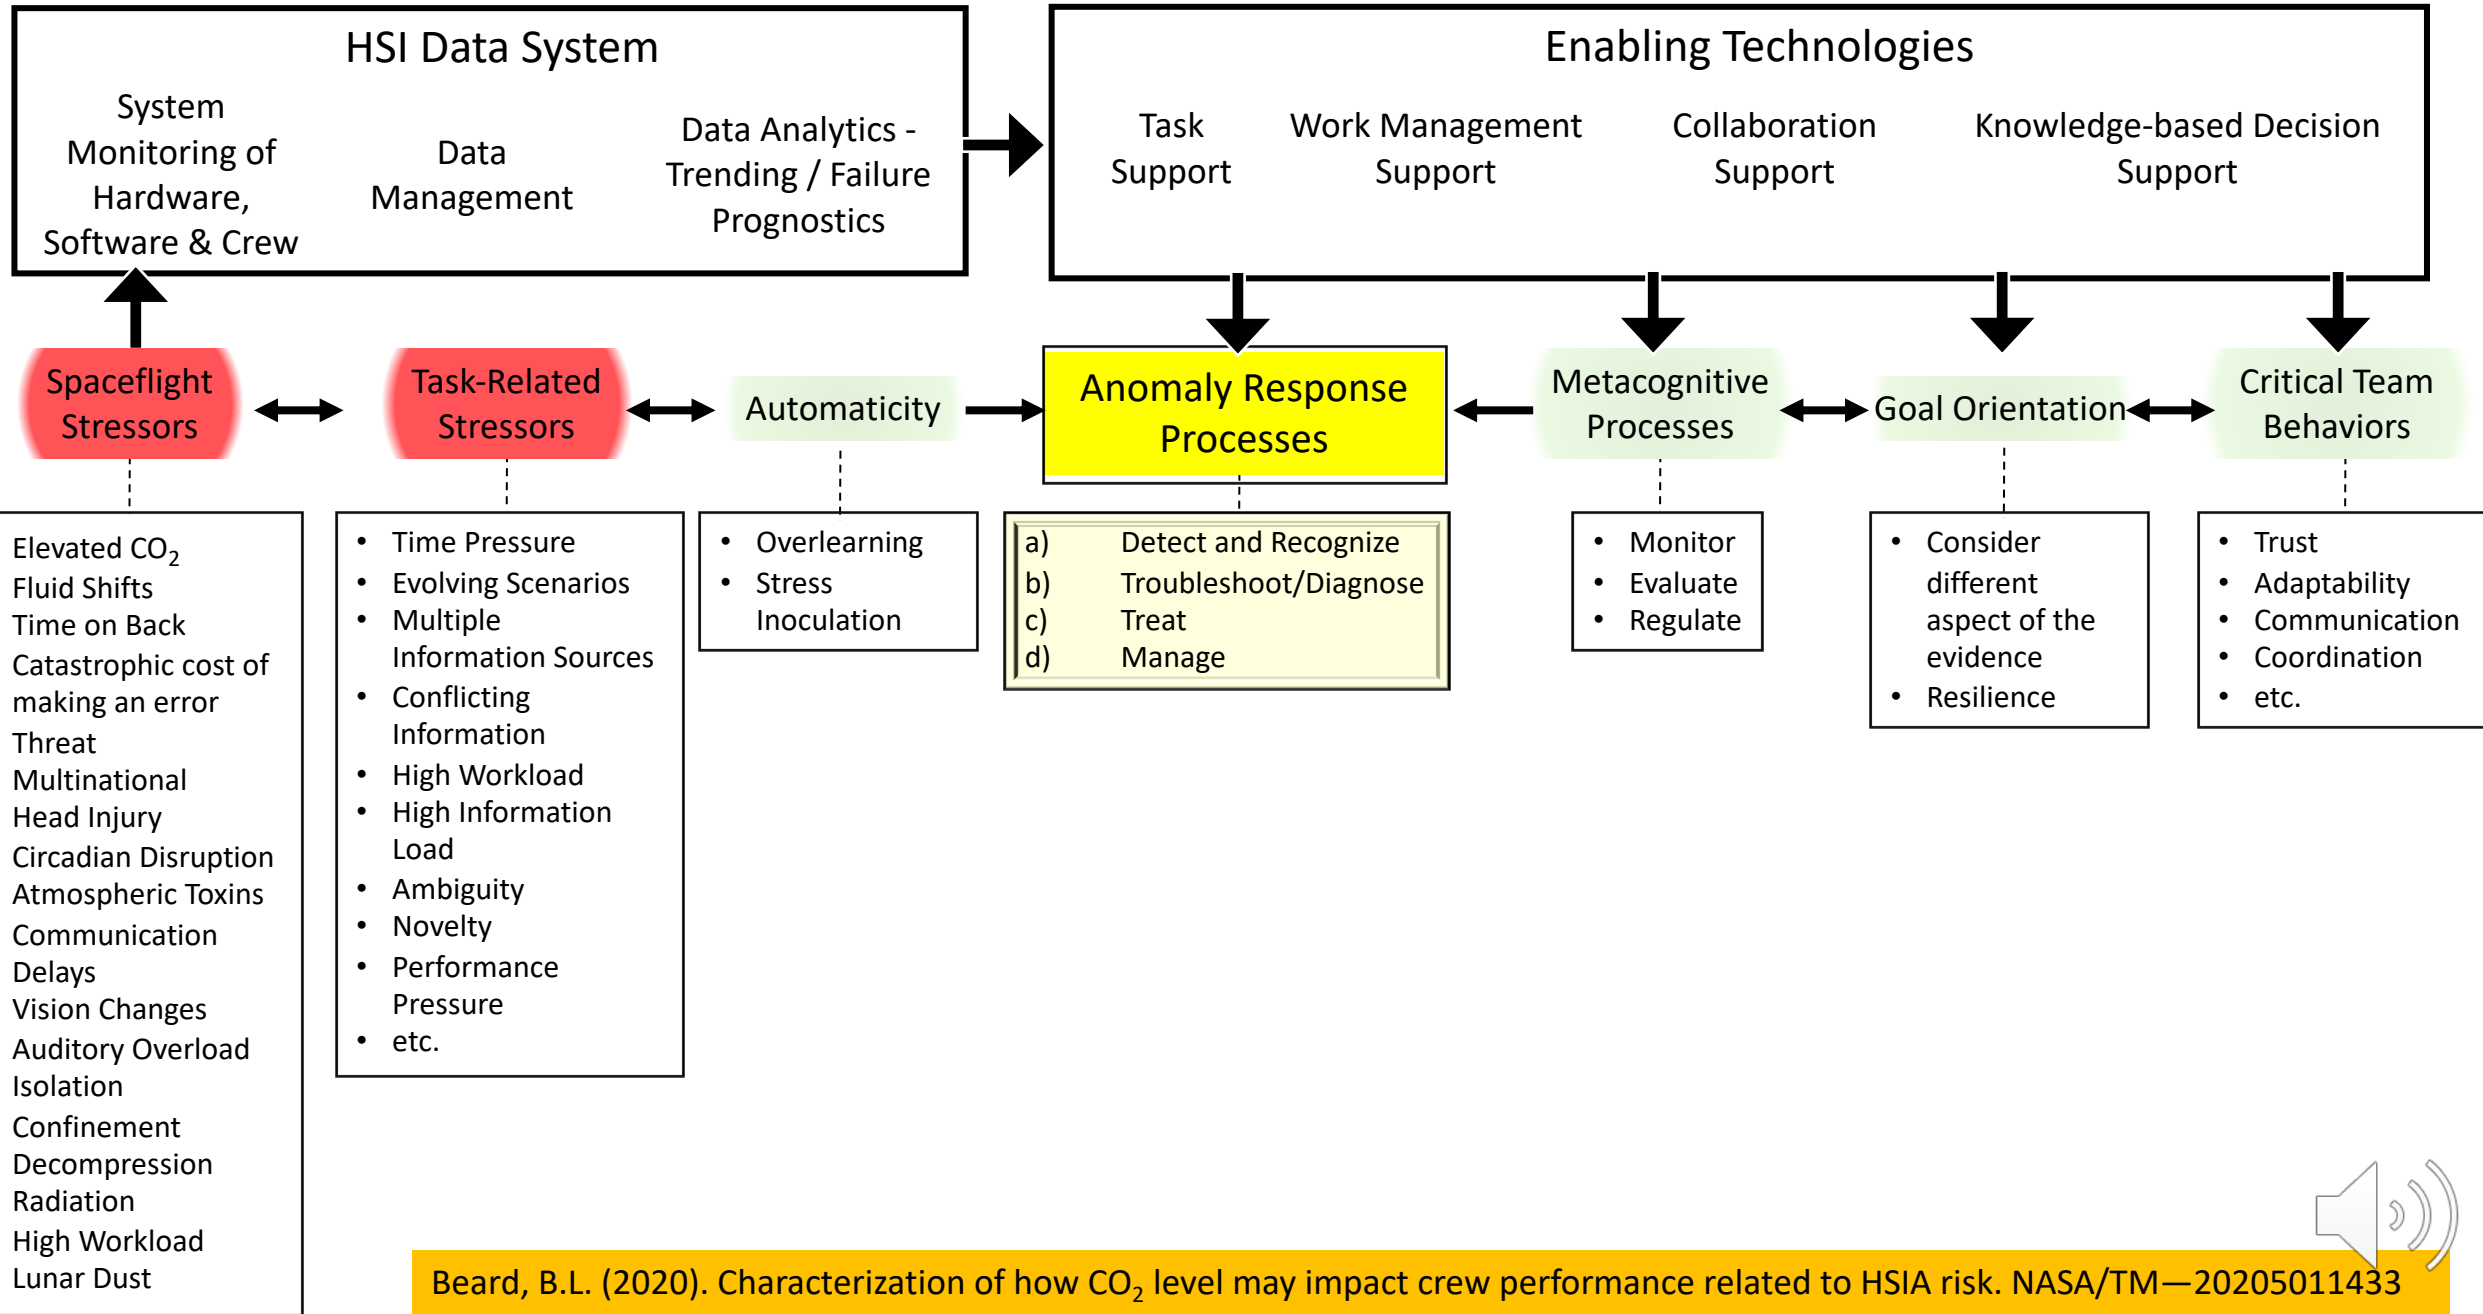 HSI Data System
System
Monitoring of
Hardware,
Software & Crew
Data
Management
Data Analytics -
Trending / Failure
Prognostics
Enabling Technologies
Task
Support
Work Management
Support
Collaboration
Support
Knowledge-based Decision
Support
Spaceflight
Stressors
Task-Related
Stressors
Automaticity
Anomaly Response
Processes
Metacognitive
Processes
Goal Orientation
Critical Team
Behaviors
Elevated CO₂
Fluid Shifts
Time on Back
Catastrophic cost of
making an error
Threat
Multinational
Head Injury
Circadian Disruption
Atmospheric Toxins
Communication
Delays
Vision Changes
Auditory Overload
Isolation
Confinement
Decompression
Radiation
High Workload
Lunar Dust
• Time Pressure
• Evolving Scenarios
• Multiple
Information Sources
• Conflicting
Information
• High Workload
• High Information
Load
• Ambiguity
• Novelty
• Performance
Pressure
• etc.
• Overlearning
• Stress
Inoculation
a) Detect and Recognize
b) Troubleshoot/Diagnose
c) Treat
d) Manage
• Monitor
• Evaluate
• Regulate
• Consider
different
aspect of the
evidence
• Resilience
• Trust
• Adaptability
• Communication
• Coordination
• etc.
Beard, B.L. (2020). Characterization of how CO₂ level may impact crew performance related to HSIA risk. NASA/TM—20205011433